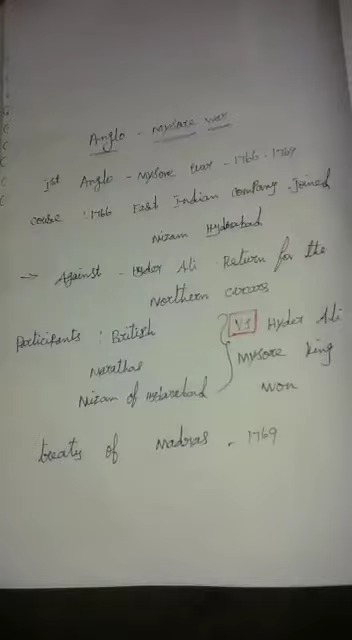 Anglo - Mysore war
1st Anglo - Mysore war - 1766 - 1769
course : 1766 East Indian company Joined
Nizam Hyderabad
→ Against - Hyder Ali Return for the
Northern circars
Participants : British
Marathas
Nizam of Hyderabad
VS Hyder Ali
Mysore king
won
treaty of Madras - 1769